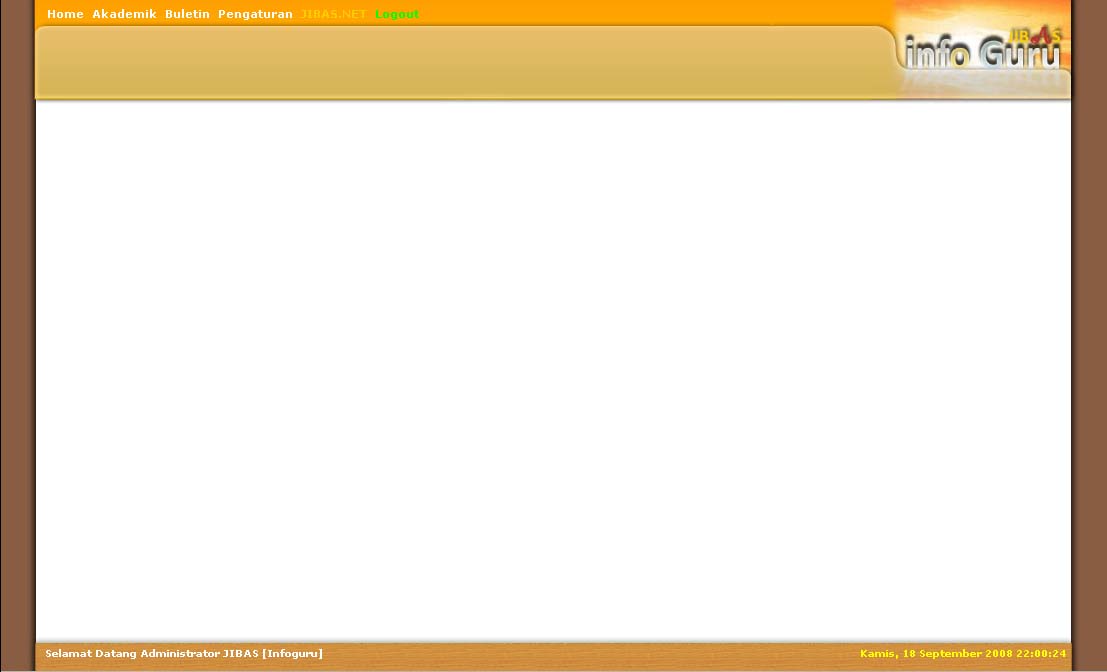 Home Akademik Buletin Pengaturan JIBAS.NET Logout
JIBAS
info Guru
Selamat Datang Administrator JIBAS [Infoguru]
Kamis, 18 September 2008 22:00:24